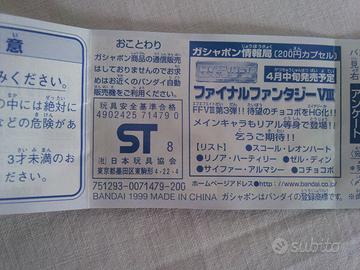 意
みください。
の中には絶対に
などの危険があ
3才未満のお
ださい。
おことわり
ガシャポン商品の通信販売
はしておりませんのでお求
めはお近くのバンダイ自動
販売機をご利用ください。
玩具安全基準合格
4902425 714790
ST 8
(社)日本玩具協会
東京都墨田区東駒形4-22-4
751293-0071479-200
BANDAI 1999 MADE IN CHINA ガシャポンはバンダイの登録商標です。
ガシャポン情報局(200円カプセル)
4月中旬発売予定
ファイナルファンタジーVIII
FFVIII第3弾!!待望のチョコボをHG化!!
メインキャラもリアル等身で登場!!
乞うご期待!!
【リスト】
●スコール・レオンハート
●リノア・ハーティリー
●ゼル・ディン
●サイファー・アルマシー
●コチョコボ
ホームページアドレス●http://www.bandai.co.jp/
subito